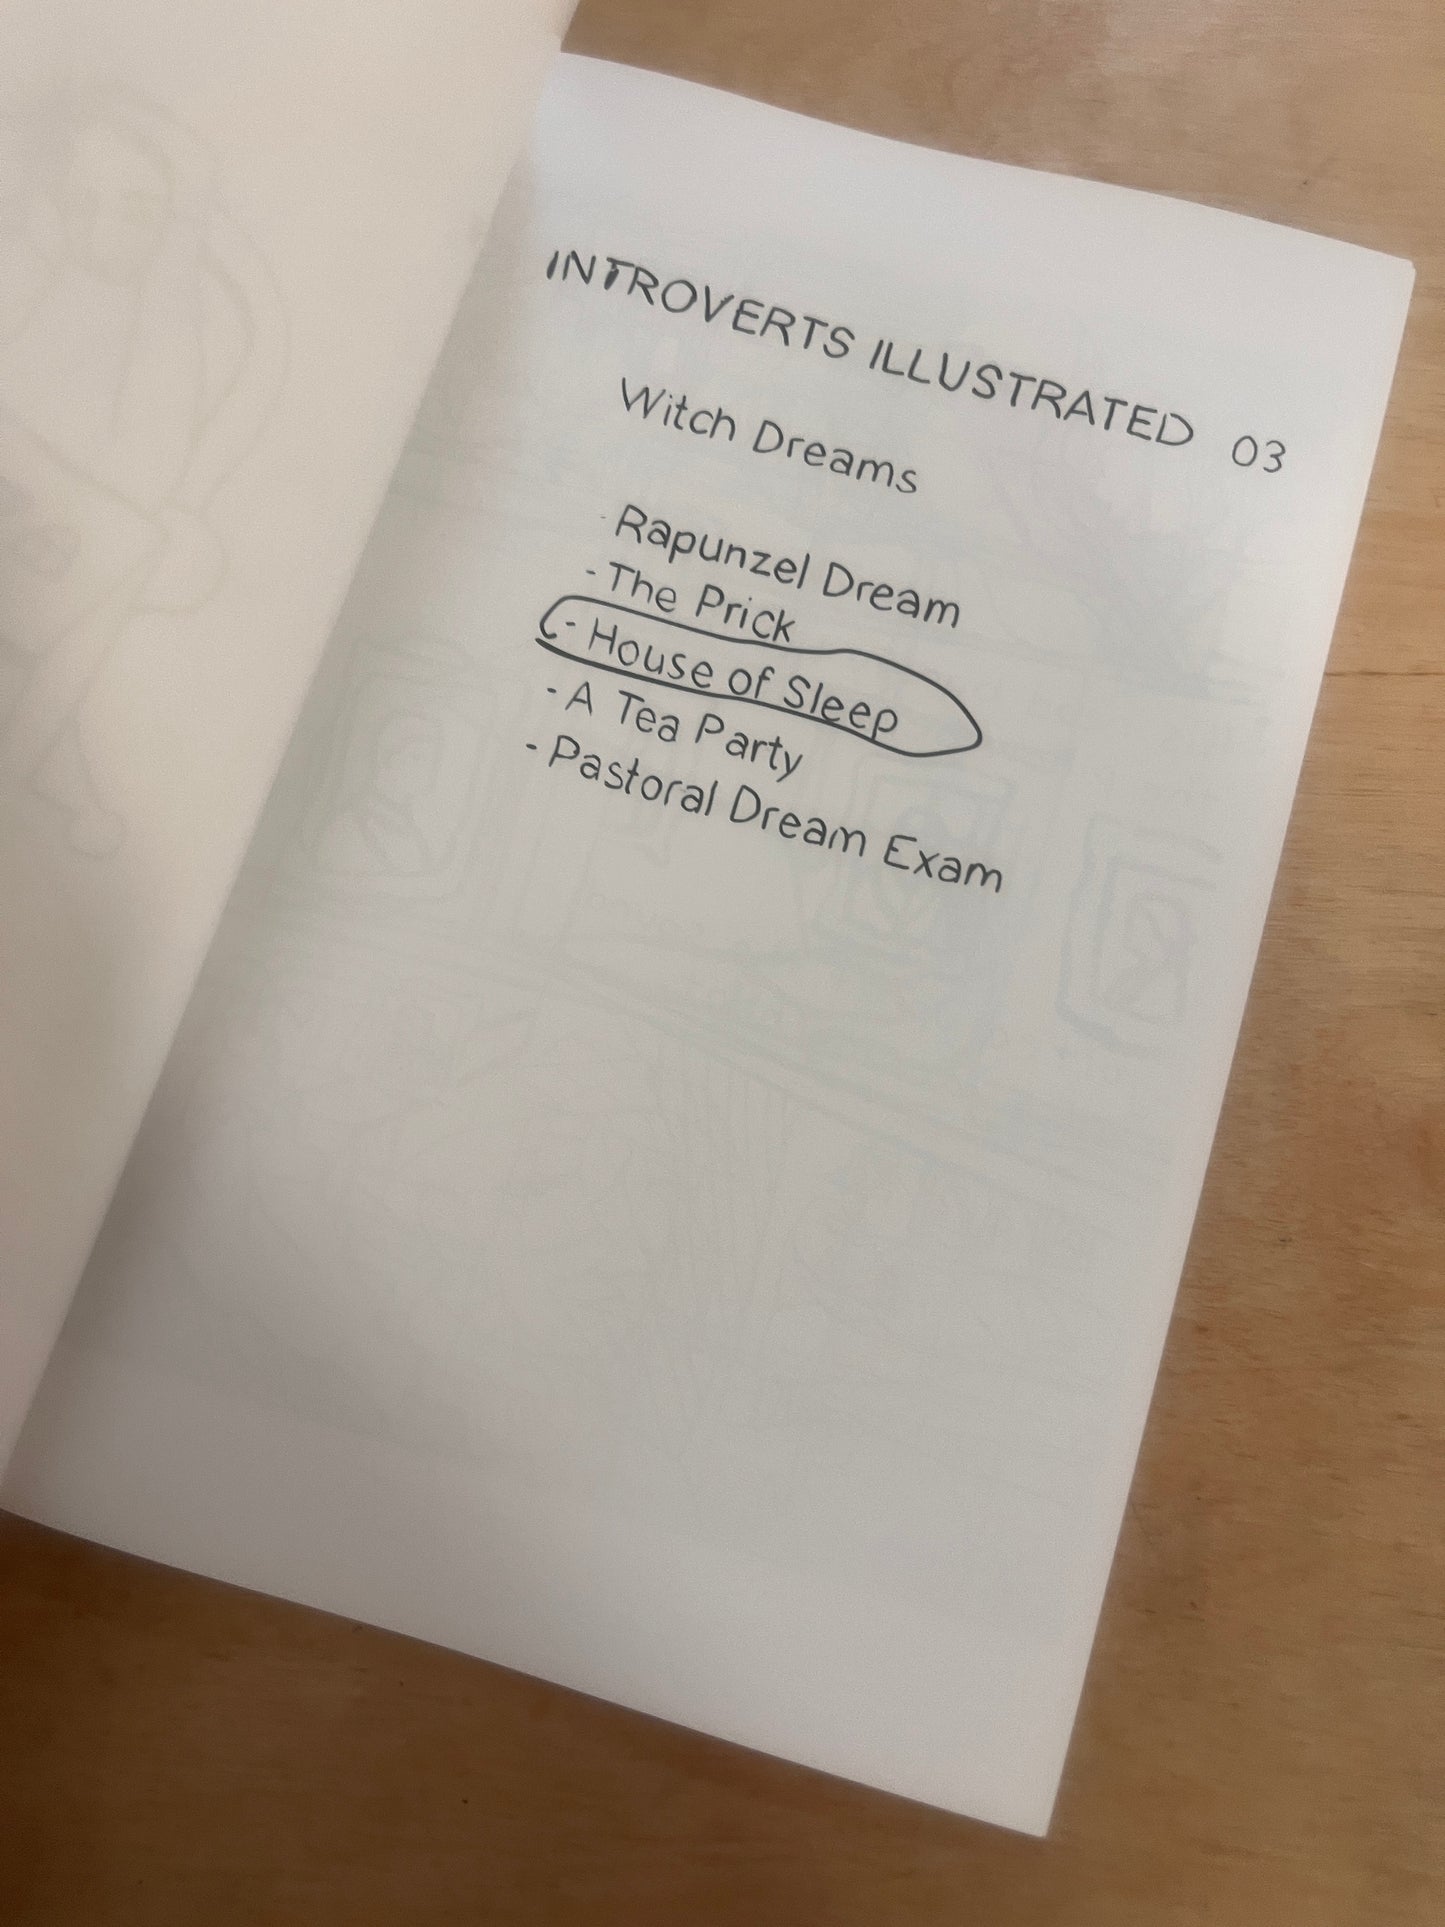 INTROVERTS ILLUSTRATED 03
Witch Dreams
- Rapunzel Dream
- The Prick
- House of Sleep
- A Tea Party
- Pastoral Dream Exam